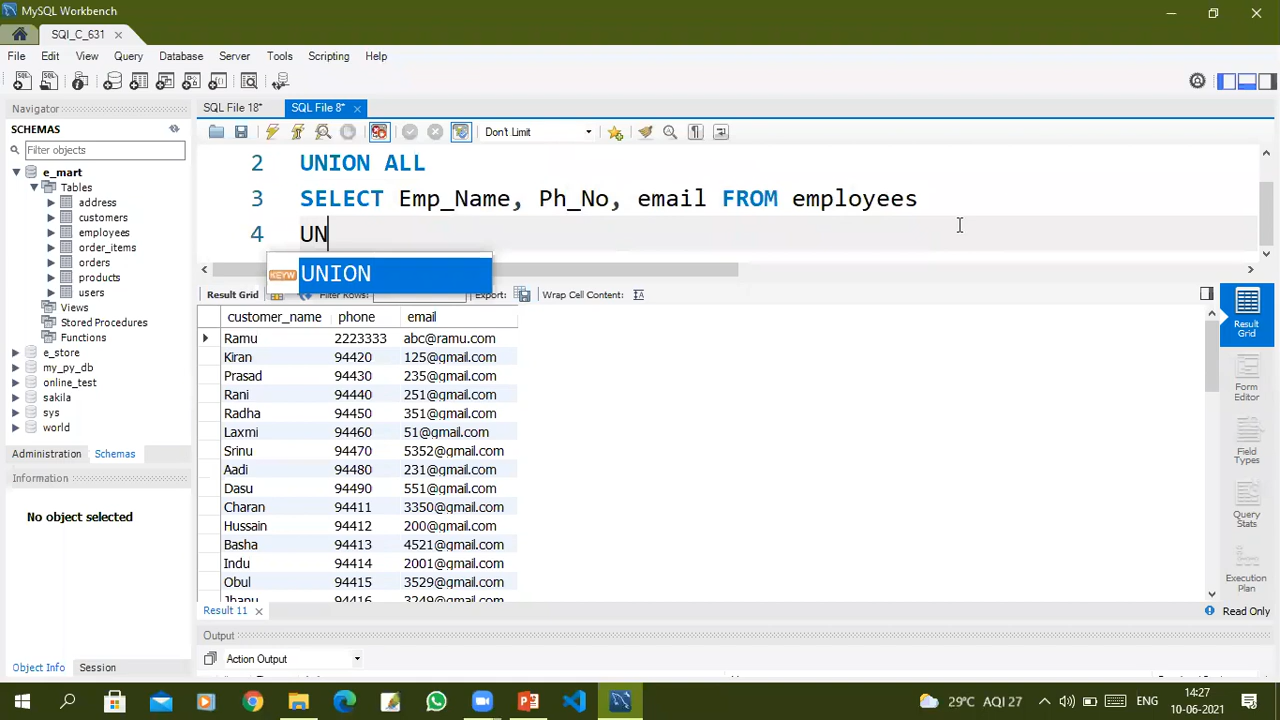 MySQL Workbench
SQl_C_631
File Edit View Query Database Server Tools Scripting Help
Navigator
SCHEMAS
Filter objects
e_mart
Tables
address
customers
employees
order_items
orders
products
users
Views
Stored Procedures
Functions
e_store
my_py_db
online_test
sakila
sys
world
Administration Schemas
Information
No object selected
Object Info Session
SQL File 18* SQL File 8*
Don't Limit
2 UNION ALL
3 SELECT Emp_Name, Ph_No, email FROM employees
4 UN
KEYW UNION
Result Grid Filter Rows: Export: Wrap Cell Content:
customer_name phone email
Ramu 2223333 abc@ramu.com
Kiran 94420 125@gmail.com
Prasad 94430 235@gmail.com
Rani 94440 251@gmail.com
Radha 94450 351@gmail.com
Laxmi 94460 51@gmail.com
Srinu 94470 5352@gmail.com
Aadi 94480 231@gmail.com
Dasu 94490 551@gmail.com
Charan 94411 3350@gmail.com
Hussain 94412 200@gmail.com
Basha 94413 4521@gmail.com
Indu 94414 2001@gmail.com
Obul 94415 3529@gmail.com
Jhanu 94416 3249@gmail.com
Result 11
Result
Grid
Form
Editor
Field
Types
Query
Stats
Execution
Plan
Read Only
Output
Action Output
29°C AQI 27
ENG
14:27
10-06-2021